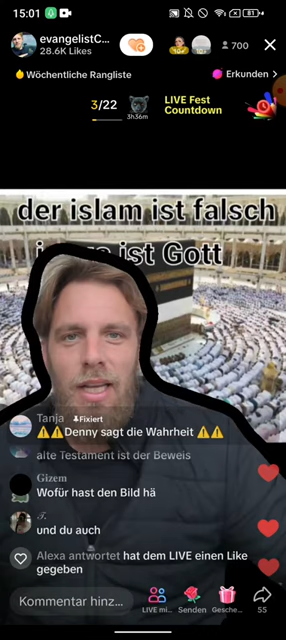 15:01
evangelistC...
28.6K Likes
700
Wöchentliche Rangliste
Erkunden >
3/22
3h36m
LIVE Fest
Countdown
der islam ist falsch
ist Gott
Tanja Fixiert
⚠️⚠️Denny sagt die Wahrheit ⚠️⚠️
alte Testament ist der Beweis
Gizem
Wofür hast den Bild hä
𝒯.
und du auch
Alexa antwortet hat dem LIVE einen Like
gegeben
Kommentar hinz...
LIVE mi...
Senden
Gesche...
55